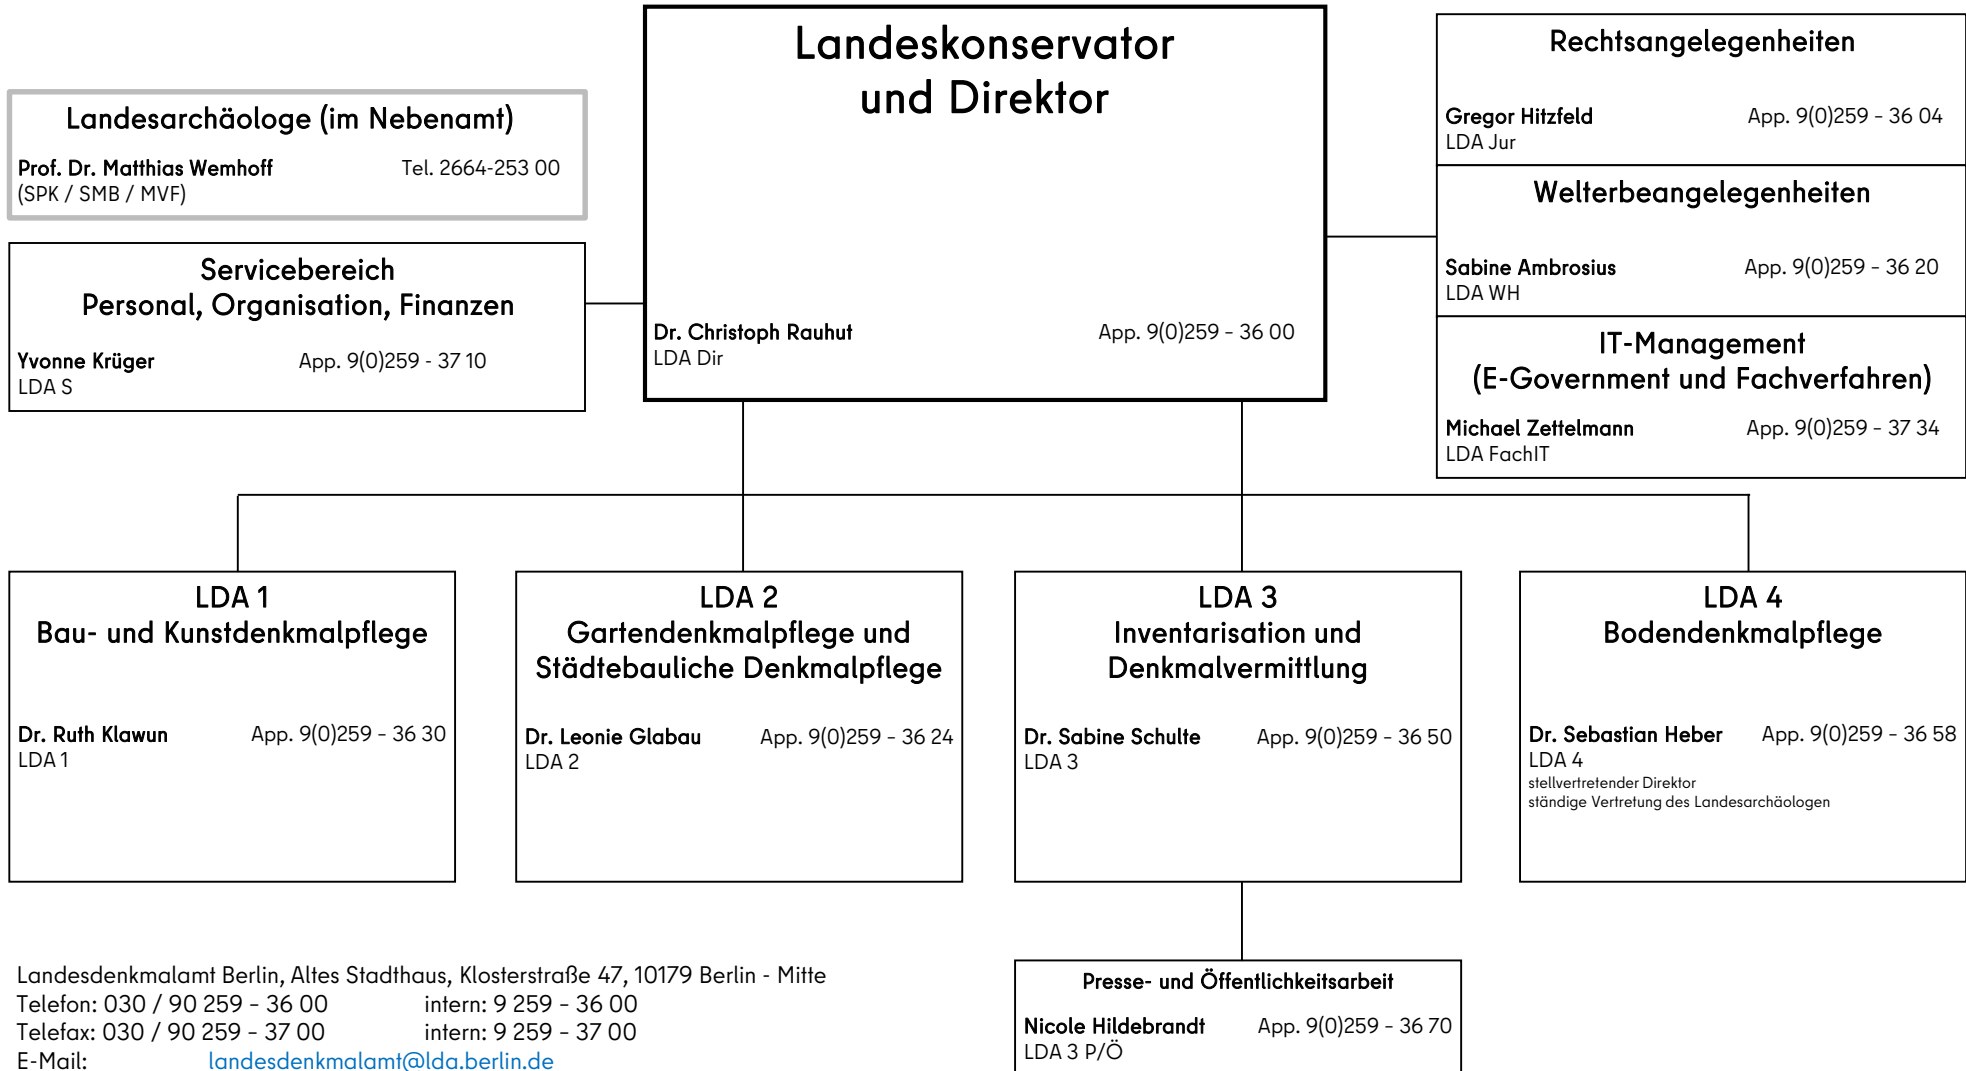 Landeskonservator
und Direktor
Dr. Christoph Rauhut App. 9(0)259 – 36 00
LDA Dir
Landesarchäologe (im Nebenamt)
Prof. Dr. Matthias Wemhoff Tel. 2664-253 00
(SPK / SMB / MVF)
Servicebereich
Personal, Organisation, Finanzen
Yvonne Krüger App. 9(0)259 - 37 10
LDA S
Rechtsangelegenheiten
Gregor Hitzfeld App. 9(0)259 – 36 04
LDA Jur
Welterbeangelegenheiten
Sabine Ambrosius App. 9(0)259 – 36 20
LDA WH
IT-Management
(E-Government und Fachverfahren)
Michael Zettelmann App. 9(0)259 – 37 34
LDA FachIT
LDA 1
Bau- und Kunstdenkmalpflege
Dr. Ruth Klawun App. 9(0)259 – 36 30
LDA 1
LDA 2
Gartendenkmalpflege und
Städtebauliche Denkmalpflege
Dr. Leonie Glabau App. 9(0)259 – 36 24
LDA 2
LDA 3
Inventarisation und
Denkmalvermittlung
Dr. Sabine Schulte App. 9(0)259 – 36 50
LDA 3
LDA 4
Bodendenkmalpflege
Dr. Sebastian Heber App. 9(0)259 – 36 58
LDA 4
stellvertretender Direktor
ständige Vertretung des Landesarchäologen
Presse- und Öffentlichkeitsarbeit
Nicole Hildebrandt App. 9(0)259 – 36 70
LDA 3 P/Ö
Landesdenkmalamt Berlin, Altes Stadthaus, Klosterstraße 47, 10179 Berlin - Mitte
Telefon: 030 / 90 259 – 36 00 intern: 9 259 – 36 00
Telefax: 030 / 90 259 – 37 00 intern: 9 259 – 37 00
E-Mail: landesdenkmalamt@lda.berlin.de